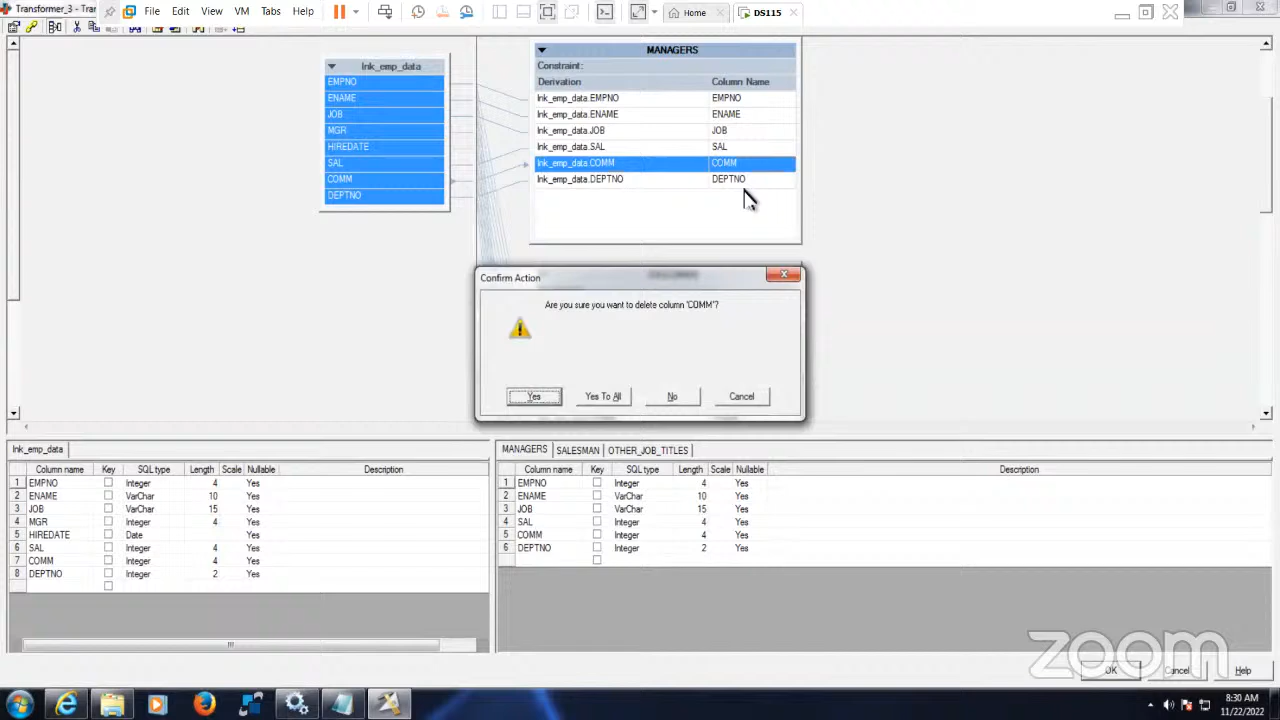 Transformer_3 - Tran
File Edit View VM Tabs Help
Home
DS115
lnk_emp_data
EMPNO
ENAME
JOB
MGR
HIREDATE
SAL
COMM
DEPTNO
MANAGERS
Constraint:
Derivation Column Name
lnk_emp_data.EMPNO EMPNO
lnk_emp_data.ENAME ENAME
lnk_emp_data.JOB JOB
lnk_emp_data.SAL SAL
lnk_emp_data.COMM COMM
lnk_emp_data.DEPTNO DEPTNO
Confirm Action
Are you sure you want to delete column 'COMM'?
Yes Yes To All No Cancel
lnk_emp_data
Column name Key SQL type Length Scale Nullable Description
1 EMPNO Integer 4 Yes
2 ENAME VarChar 10 Yes
3 JOB VarChar 15 Yes
4 MGR Integer 4 Yes
5 HIREDATE Date Yes
6 SAL Integer 4 Yes
7 COMM Integer 4 Yes
8 DEPTNO Integer 2 Yes
MANAGERS SALESMAN OTHER_JOB_TITLES
Column name Key SQL type Length Scale Nullable Description
1 EMPNO Integer 4 Yes
2 ENAME VarChar 10 Yes
3 JOB VarChar 15 Yes
4 SAL Integer 4 Yes
5 COMM Integer 4 Yes
6 DEPTNO Integer 2 Yes
zoom
OK Cancel Help
8:30 AM
11/22/2022